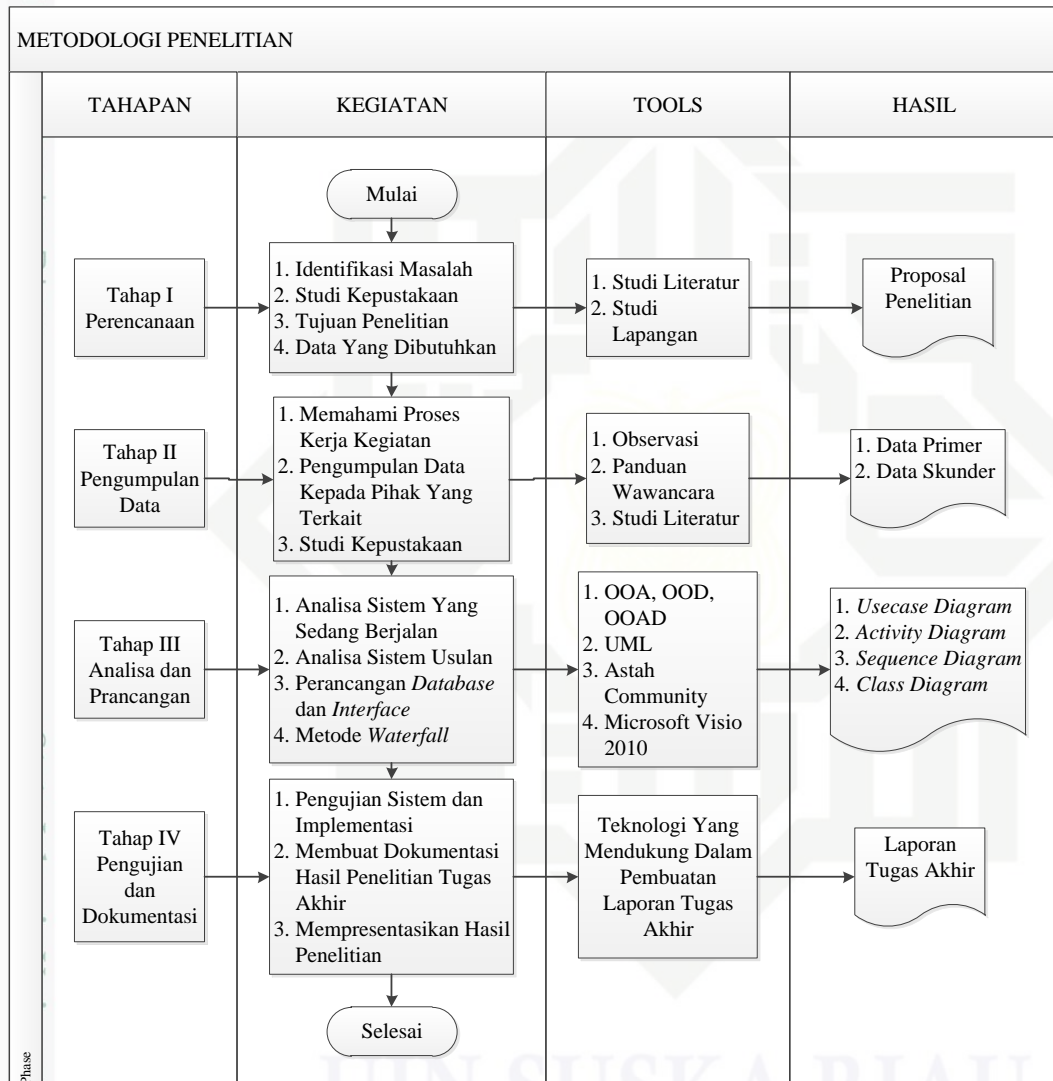 METODOLOGI PENELITIAN
TAHAPAN
KEGIATAN
TOOLS
HASIL
Mulai
Tahap I
Perencanaan
1. Identifikasi Masalah
2. Studi Kepustakaan
3. Tujuan Penelitian
4. Data Yang Dibutuhkan
1. Studi Literatur
2. Studi
Lapangan
Proposal
Penelitian
Tahap II
Pengumpulan
Data
1. Memahami Proses
Kerja Kegiatan
2. Pengumpulan Data
Kepada Pihak Yang
Terkait
3. Studi Kepustakaan
1. Observasi
2. Panduan
Wawancara
3. Studi Literatur
1. Data Primer
2. Data Skunder
Tahap III
Analisa dan
Prancangan
1. Analisa Sistem Yang
Sedang Berjalan
2. Analisa Sistem Usulan
3. Perancangan Database
dan Interface
4. Metode Waterfall
1. OOA, OOD,
OOAD
2. UML
3. Astah
Community
4. Microsoft Visio
2010
1. Usecase Diagram
2. Activity Diagram
3. Sequence Diagram
4. Class Diagram
Tahap IV
Pengujian
dan
Dokumentasi
1. Pengujian Sistem dan
Implementasi
2. Membuat Dokumentasi
Hasil Penelitian Tugas
Akhir
3. Mempresentasikan Hasil
Penelitian
Teknologi Yang
Mendukung Dalam
Pembuatan
Laporan Tugas
Akhir
Laporan
Tugas Akhir
Selesai
Phase
UIN SUSKA RIAU